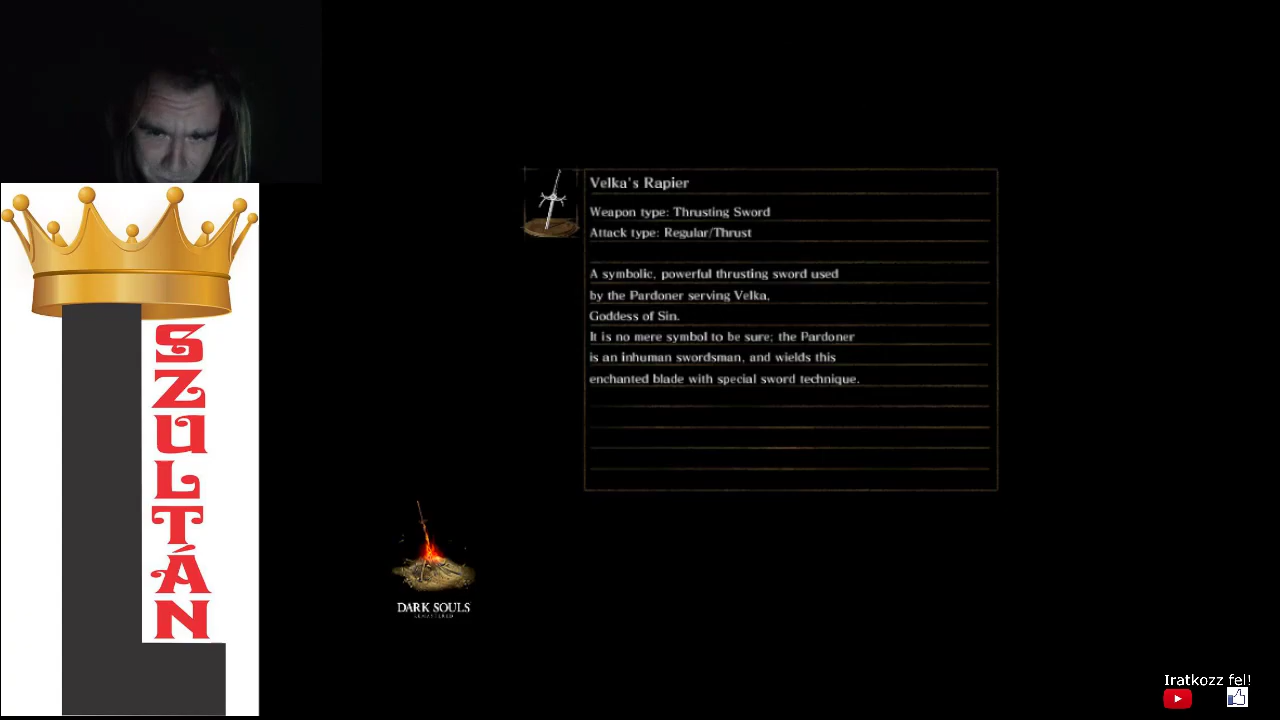 SZULTÁN
Velka's Rapier
Weapon type: Thrusting Sword
Attack type: Regular/Thrust
A symbolic, powerful thrusting sword used
by the Pardoner serving Velka,
Goddess of Sin.
It is no mere symbol to be sure; the Pardoner
is an inhuman swordsman, and wields this
enchanted blade with special sword technique.
DARK SOULS
REMASTERED
Iratkozz fel!